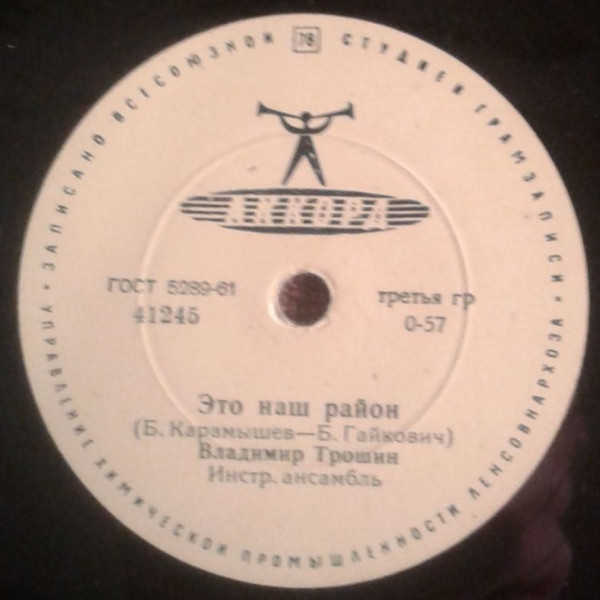 ЗАПИСАНО ВСЕСОЮЗНОЙ 78 СТУДИЕЙ ГРАМЗАПИСИ
АККОРД
ГОСТ 5289-61
третья гр
41245
0-57
Это наш район
(Б. Карамышев—Б. Гайкович)
Владимир Трошин
Инстр. ансамбль
УПРАВЛЕНИЕ ХИМИЧЕСКОЙ ПРОМЫШЛЕННОСТИ ЛЕНСОВНАРХОЗА